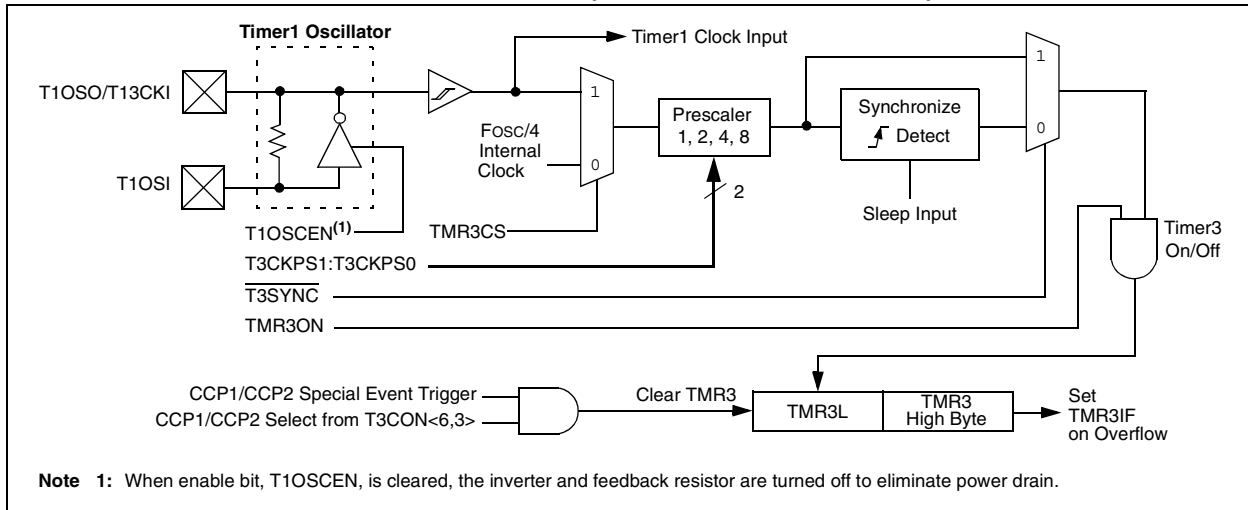 Timer1 Oscillator
Timer1 Clock Input
T1OSO/T13CKI
T1OSI
1
0
FOSC/4
Internal
Clock
Prescaler
1, 2, 4, 8
2
Synchronize
Detect
1
0
Sleep Input
T1OSCEN(1)
TMR3CS
T3CKPS1:T3CKPS0
T3SYNC
TMR3ON
Timer3
On/Off
CCP1/CCP2 Special Event Trigger
CCP1/CCP2 Select from T3CON<6,3>
Clear TMR3
TMR3L
TMR3
High Byte
Set
TMR3IF
on Overflow
Note 1: When enable bit, T1OSCEN, is cleared, the inverter and feedback resistor are turned off to eliminate power drain.